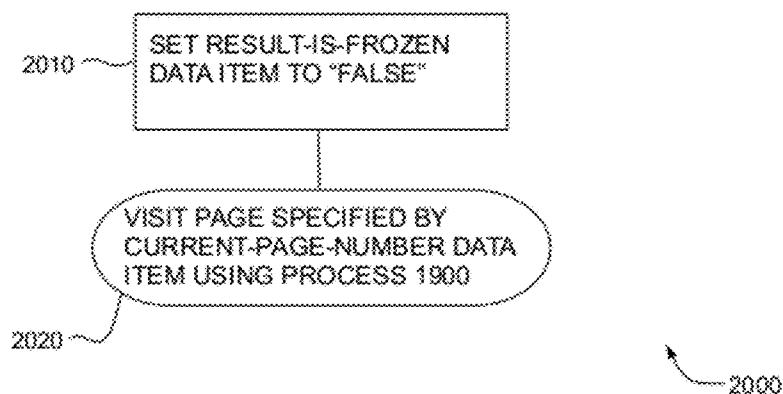 2010
SET RESULT-IS-FROZEN
DATA ITEM TO "FALSE"
VISIT PAGE SPECIFIED BY
CURRENT-PAGE-NUMBER DATA
ITEM USING PROCESS 1900
2020
2000